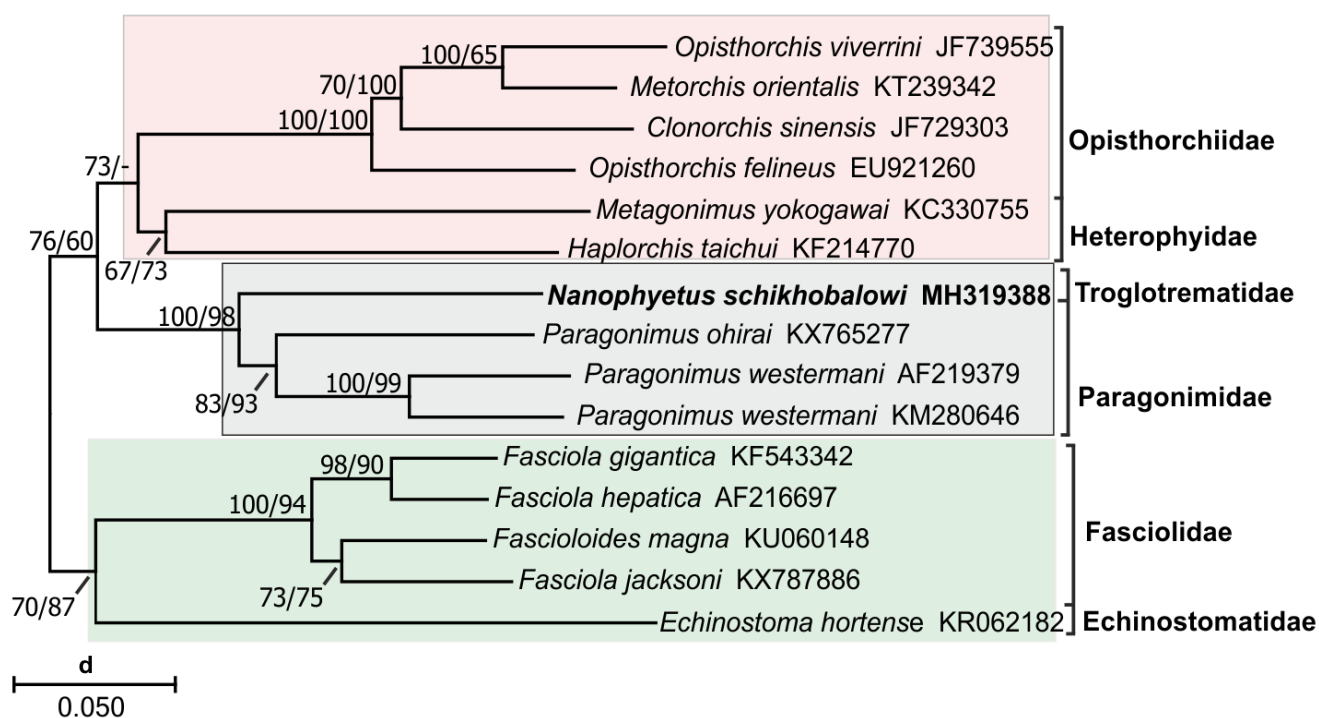 100/65
Opisthorchis viverrini JF739555
70/100
Metorchis orientalis KT239342
100/100
Clonorchis sinensis JF729303
Opisthorchiidae
73/-
Opisthorchis felineus EU921260
Metagonimus yokogawai KC330755
76/60
Heterophyidae
67/73
Haplorchis taichui KF214770
100/98
Nanophyetus schikhobalowi MH319388
Troglotrematidae
Paragonimus ohirai KX765277
83/93
100/99
Paragonimus westermani AF219379
Paragonimidae
Paragonimus westermani KM280646
98/90
Fasciola gigantica KF543342
100/94
Fasciola hepatica AF216697
Fasciolidae
Fascioloides magna KU060148
73/75
Fasciola jacksoni KX787886
70/87
Echinostoma hortense KR062182
Echinostomatidae
d
0.050